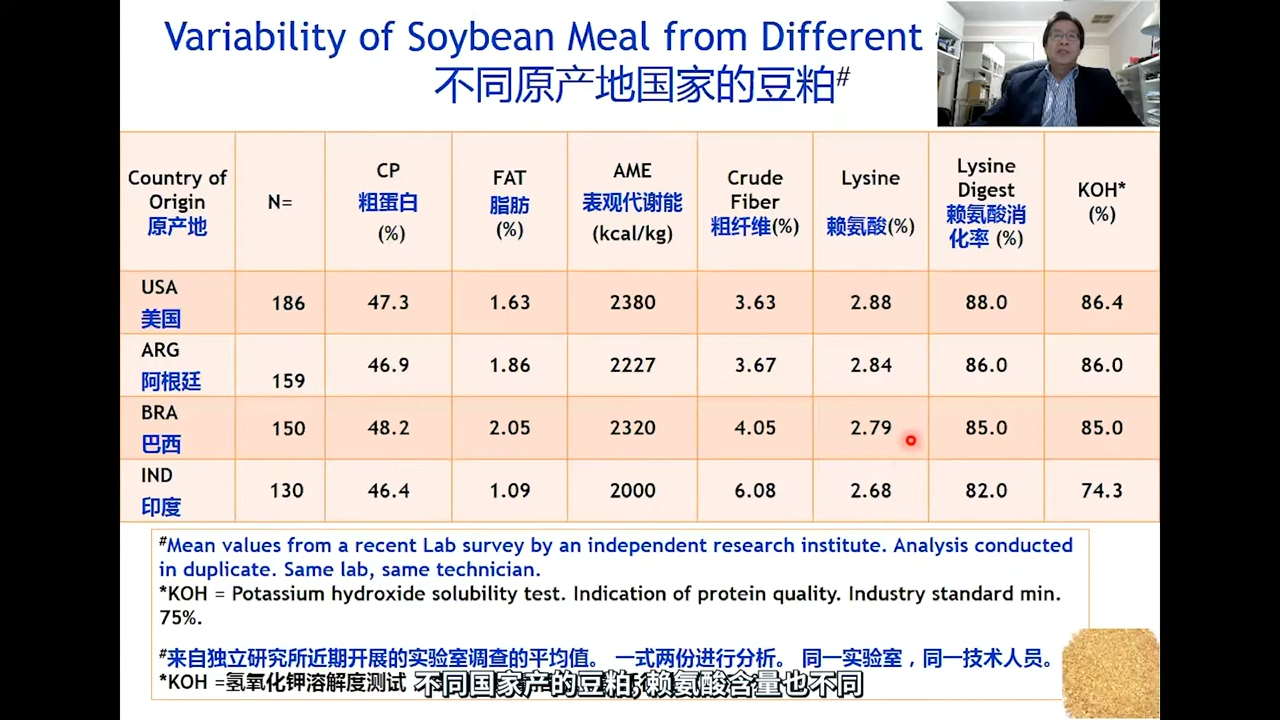 Variability of Soybean Meal from Different
不同原产地国家的豆粕#
Country of Origin 原产地 N= CP 粗蛋白 (%) FAT 脂肪 (%) AME 表观代谢能 (kcal/kg) Crude Fiber 粗纤维(%) Lysine 赖氨酸(%) Lysine Digest 赖氨酸消化率 (%) KOH* (%)
USA 美国 186 47.3 1.63 2380 3.63 2.88 88.0 86.4
ARG 阿根廷 159 46.9 1.86 2227 3.67 2.84 86.0 86.0
BRA 巴西 150 48.2 2.05 2320 4.05 2.79 85.0 85.0
IND 印度 130 46.4 1.09 2000 6.08 2.68 82.0 74.3
#Mean values from a recent Lab survey by an independent research institute. Analysis conducted
in duplicate. Same lab, same technician.
*KOH = Potassium hydroxide solubility test. Indication of protein quality. Industry standard min.
75%.
#来自独立研究所近期开展的实验室调查的平均值。 一式两份进行分析。 同一实验室，同一技术人员。
*KOH =氢氧化钾溶解度测试
不同国家产的豆粕,赖氨酸含量也不同